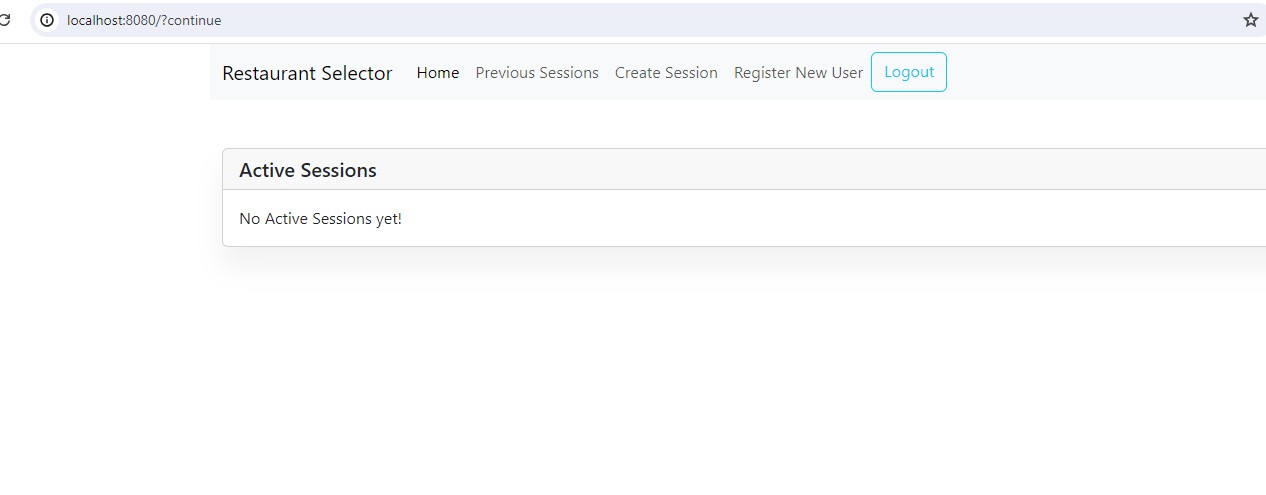 localhost:8080/?continue
Restaurant Selector Home Previous Sessions Create Session Register New User Logout
Active Sessions
No Active Sessions yet!